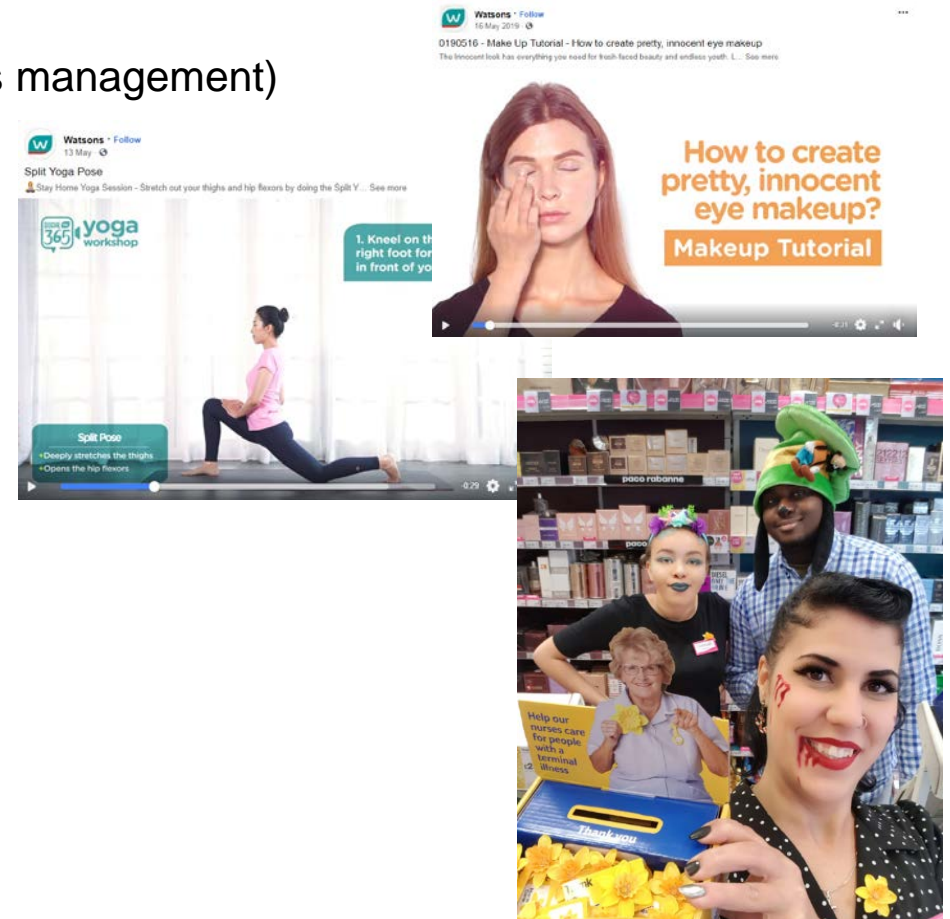 s management)
Watsons · Follow
16 May 2019 ·
0190516 - Make Up Tutorial - How to create pretty, innocent eye makeup
The Innocent look has everything you need for fresh-faced beauty and endless youth. L... See more
How to create
pretty, innocent
eye makeup?
Makeup Tutorial
Watsons · Follow
13 May ·
Split Yoga Pose
Stay Home Yoga Session - Stretch out your thighs and hip flexors by doing the Split Y... See more
365 yoga
workshop
1. Kneel on th
right foot for
in front of yo
Split Pose
•Deeply stretches the thighs
•Opens the hip flexors
-0:29
paco rabanne
paco
Help our
nurses care
for people
with a
terminal
illness
Thank you